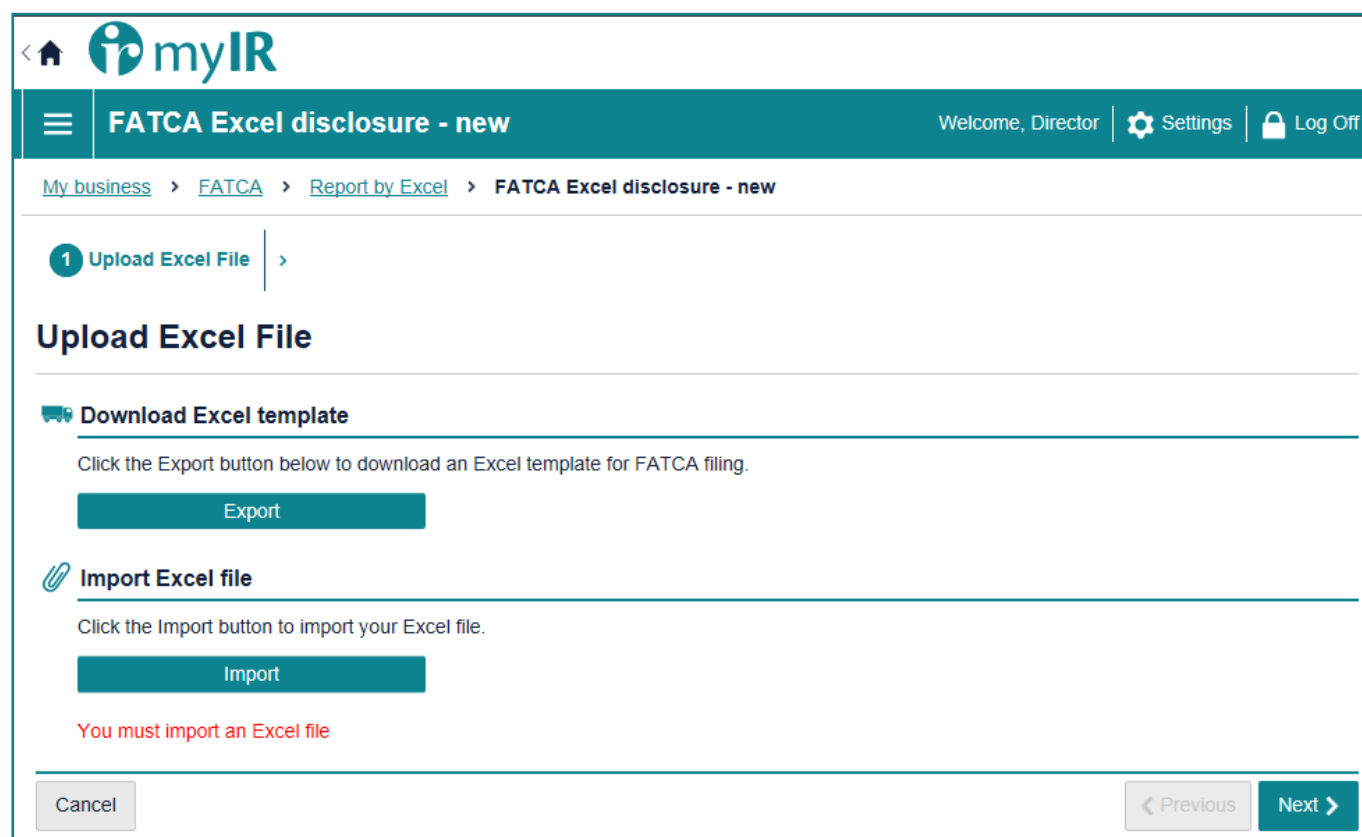 myIR
FATCA Excel disclosure - new Welcome, Director Settings Log Off
My business > FATCA > Report by Excel > FATCA Excel disclosure - new
1 Upload Excel File >
Upload Excel File
Download Excel template
Click the Export button below to download an Excel template for FATCA filing.
Export
Import Excel file
Click the Import button to import your Excel file.
Import
You must import an Excel file
Cancel Previous Next